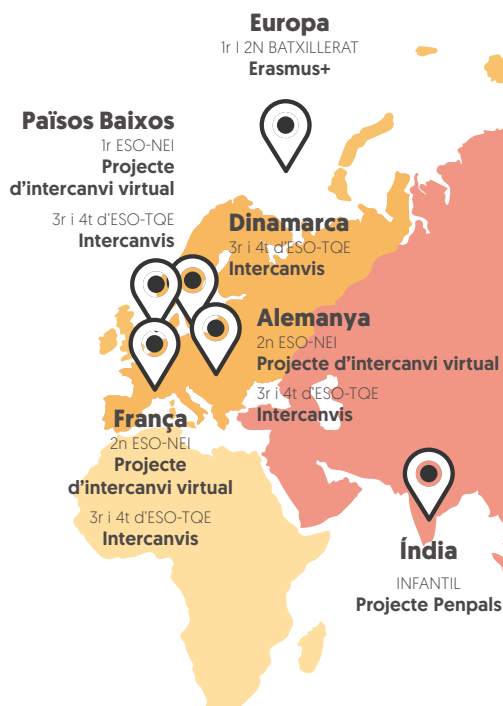 Europa
1r I 2N BATXILLERAT
Erasmus+
Països Baixos
1r ESO-NEI
Projecte
d'intercanvi virtual
3r i 4t d'ESO-TQE
Intercanvis
Dinamarca
3r i 4t d'ESO-TQE
Intercanvis
Alemanya
2n ESO-NEI
Projecte d'intercanvi virtual
3r i 4t d'ESO-TQE
Intercanvis
França
2n ESO-NEI
Projecte
d'intercanvi virtual
3r i 4t d'ESO-TQE
Intercanvis
Índia
INFANTIL
Projecte Penpals